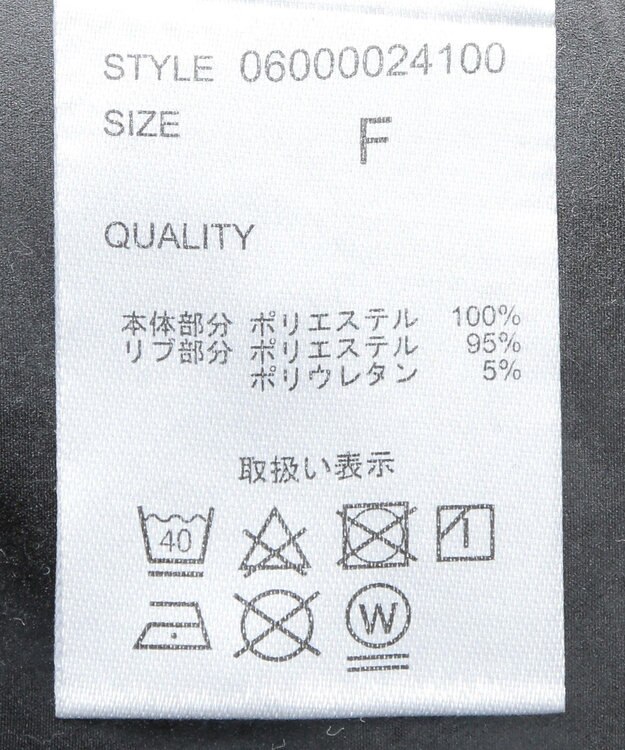 STYLE 06000024100
SIZE F
QUALITY
本体部分 ポリエステル 100%
リブ部分 ポリエステル 95%
ポリウレタン 5%
取扱い表示
40
W